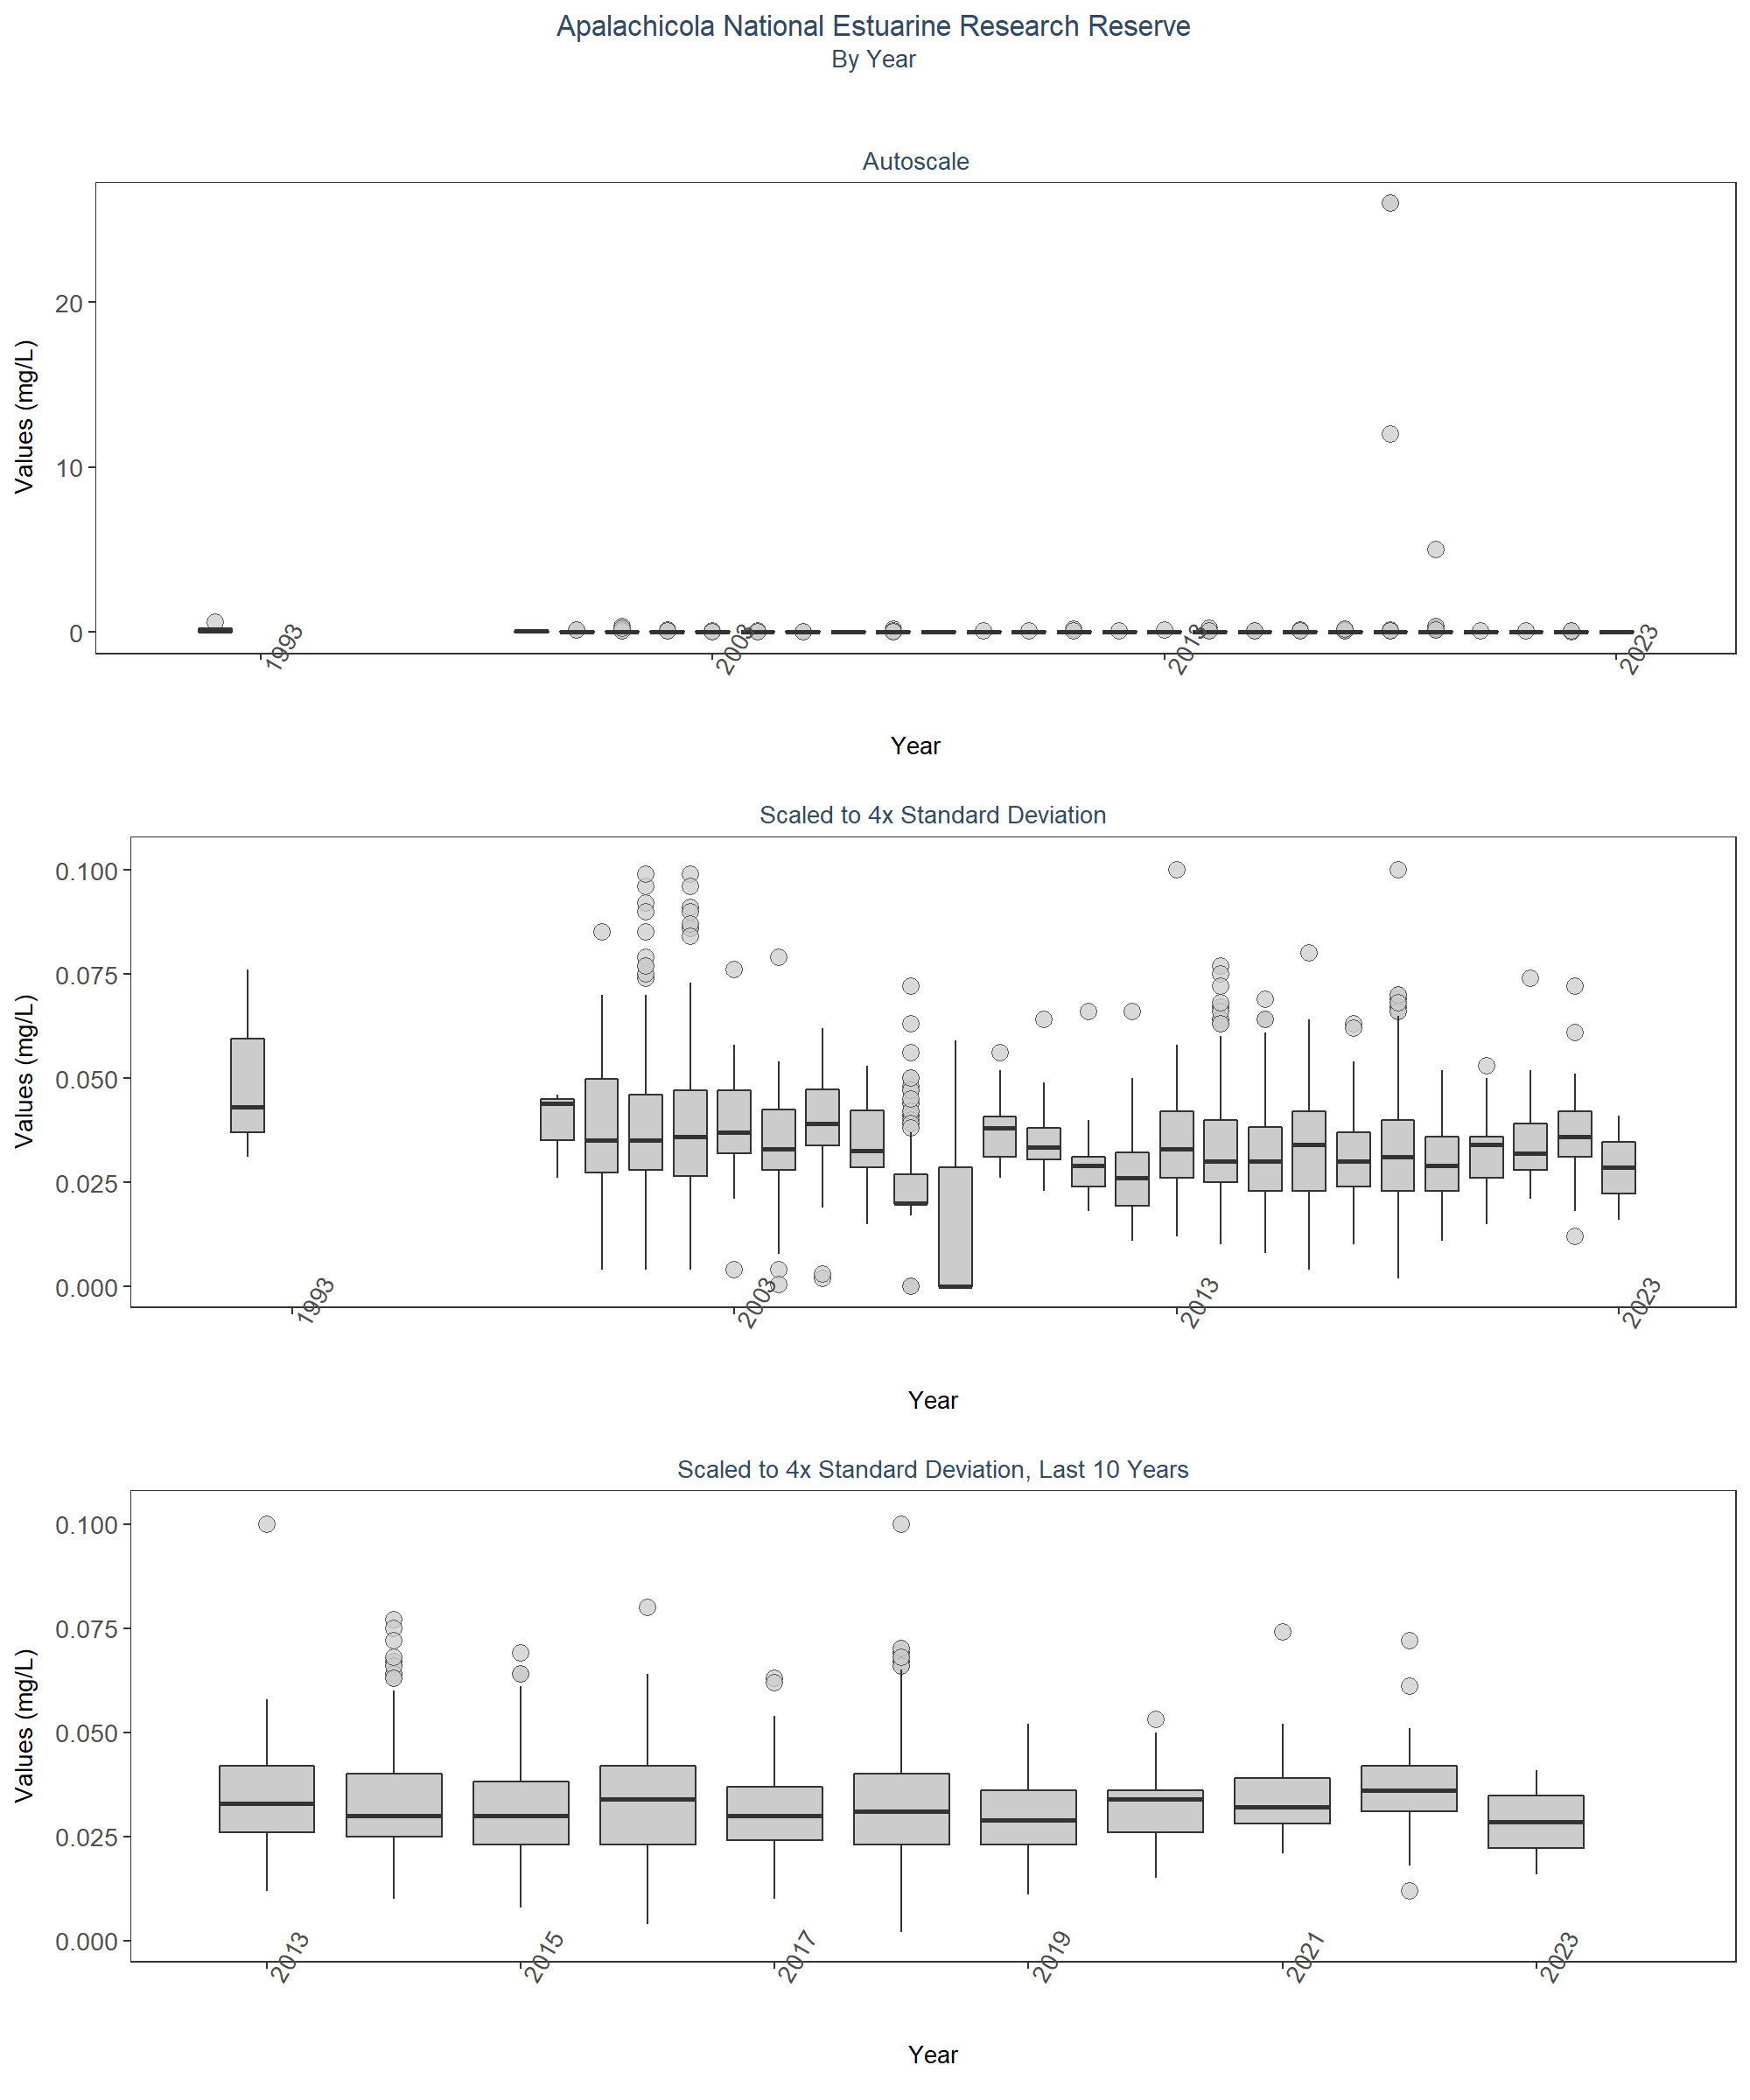 Apalachicola National Estuarine Research Reserve
By Year
Autoscale
Values (mg/L)
20
10
0
1993
2003
2013
2023
Year
Scaled to 4x Standard Deviation
Values (mg/L)
0.100
0.075
0.050
0.025
0.000
1993
2003
2013
2023
Year
Scaled to 4x Standard Deviation, Last 10 Years
Values (mg/L)
0.100
0.075
0.050
0.025
0.000
2013
2015
2017
2019
2021
2023
Year